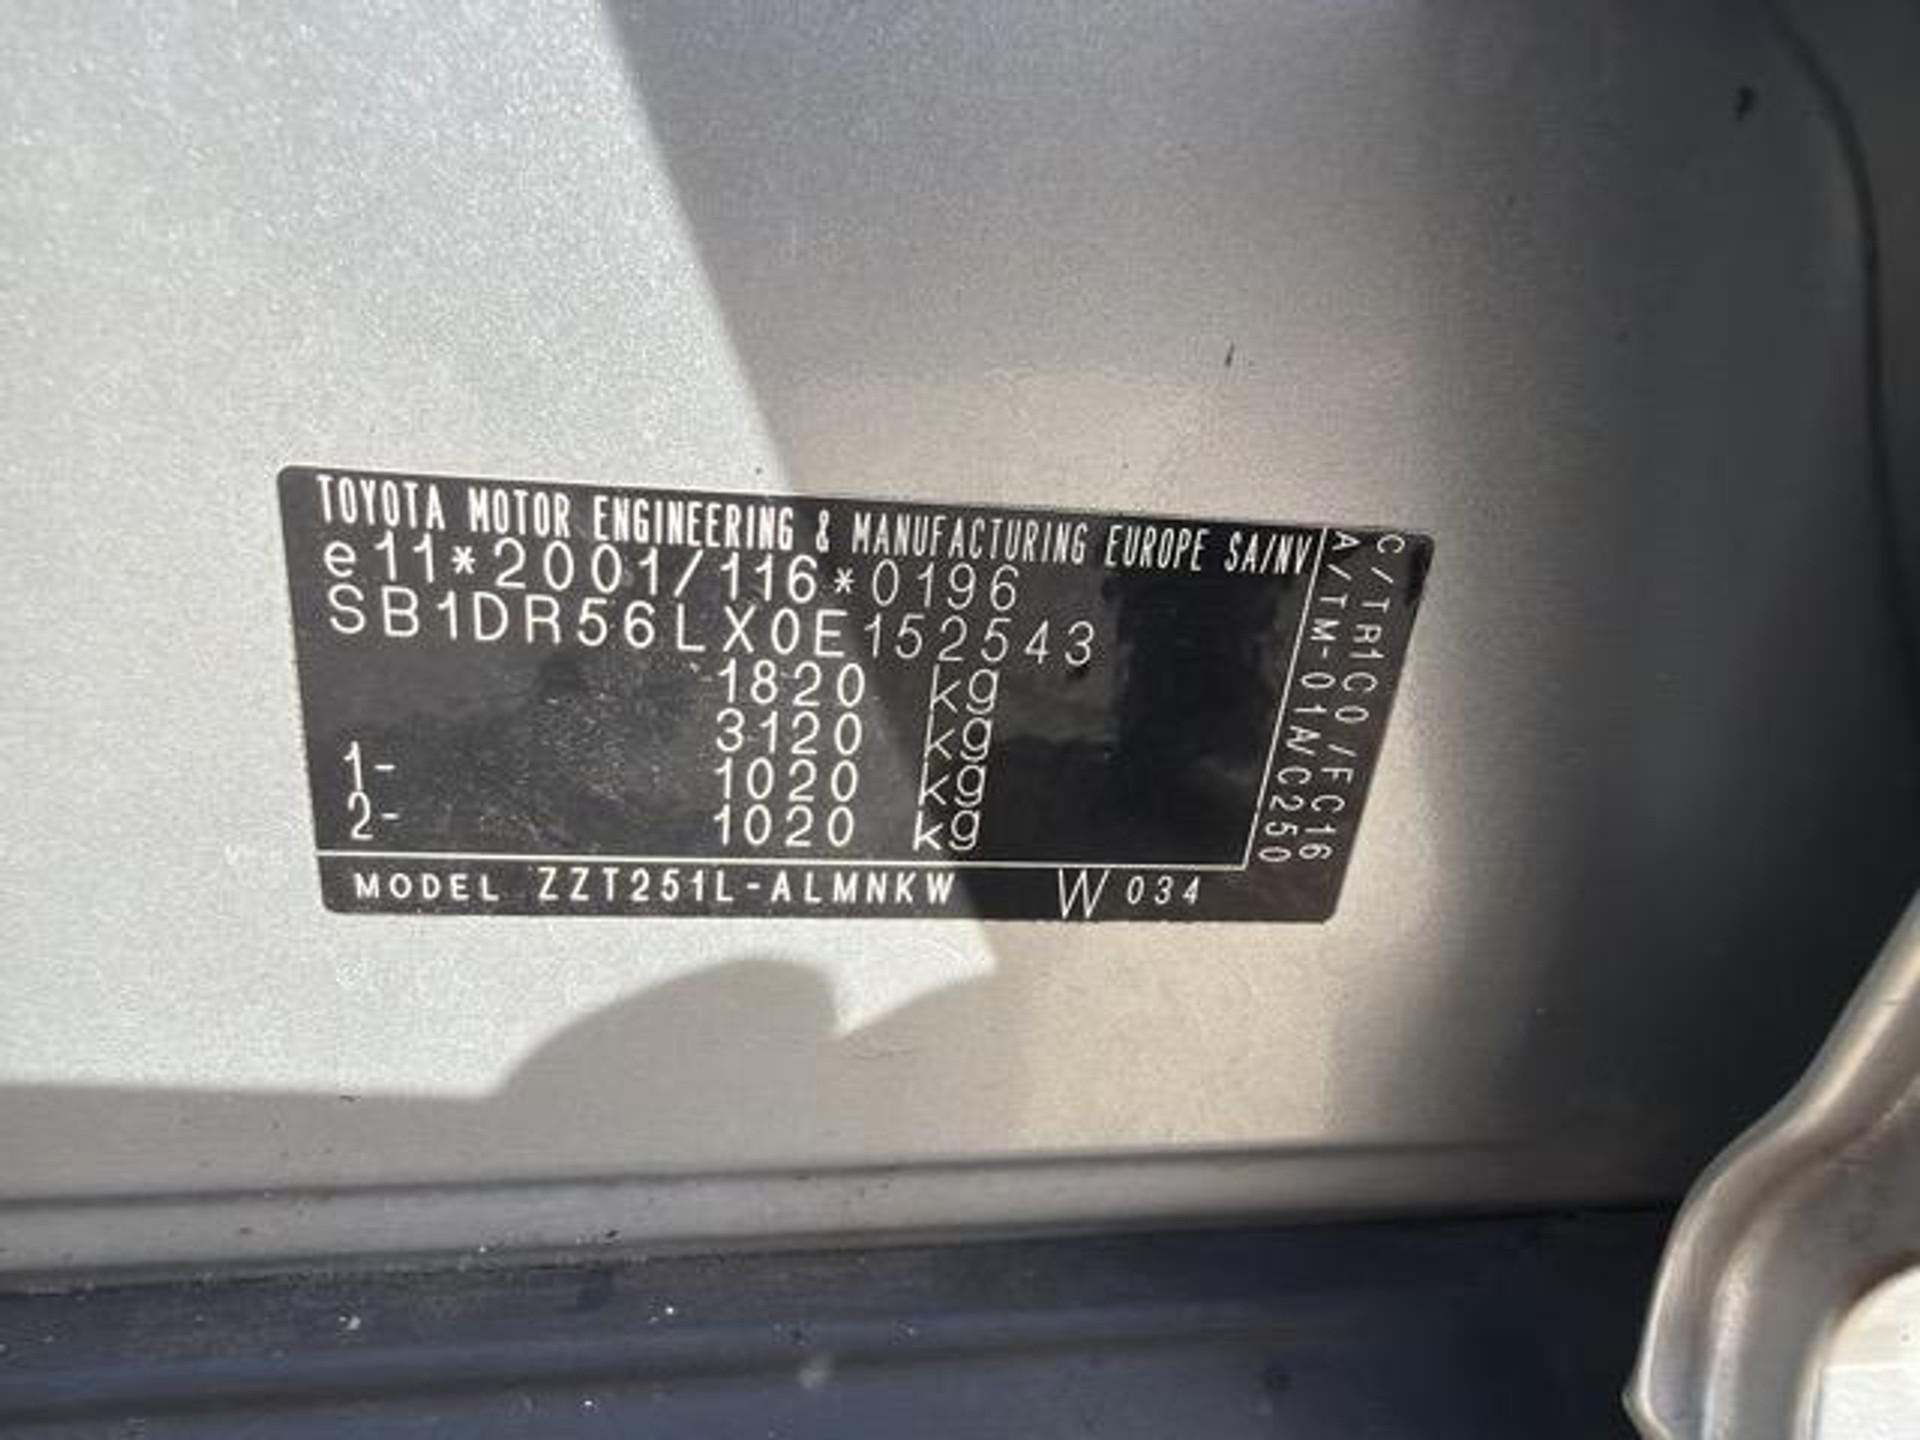 TOYOTA MOTOR ENGINEERING & MANUFACTURING EUROPE SA/NV
e11*2001/116*0196
SB1DR56LX0E152543
1820 kg
3120 kg
1- 1020 kg
2- 1020 kg
MODEL ZZT251L-ALMNKW W 034
C/TR1C0/FC16
A/TM-01A/C250